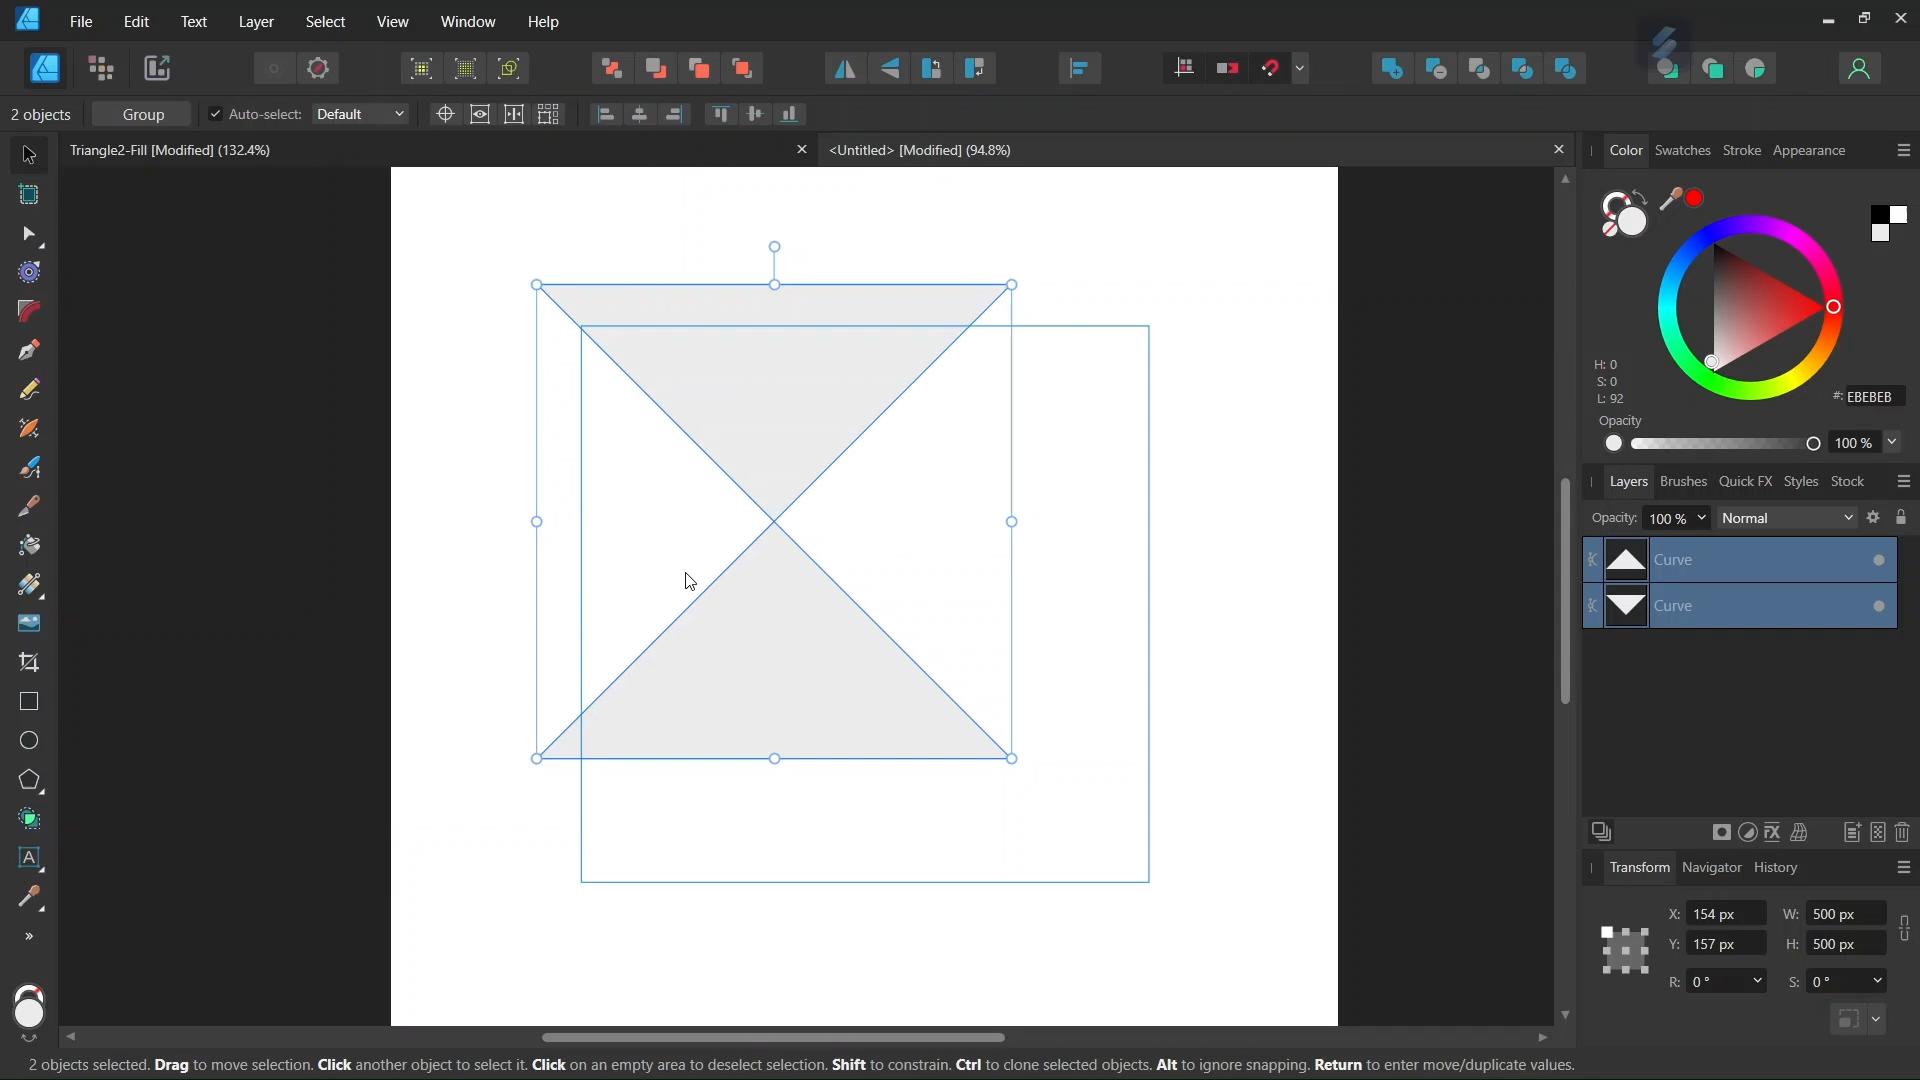 File Edit Text Layer Select View Window Help
2 objects Group Auto-select: Default
Triangle2-Fill [Modified] (132.4%)
<Untitled> [Modified] (94.8%)
Color Swatches Stroke Appearance
H: 0
S: 0
L: 92
#: EBEBEB
Opacity
100 %
Layers Brushes Quick FX Styles Stock
Opacity: 100 % Normal
Curve
Curve
Transform Navigator History
X: 154 px W: 500 px
Y: 157 px H: 500 px
R: 0 ° S: 0 °
2 objects selected. Drag to move selection. Click another object to select it. Click on an empty area to deselect selection. Shift to constrain. Ctrl to clone selected objects. Alt to ignore snapping. Return to enter move/duplicate values.